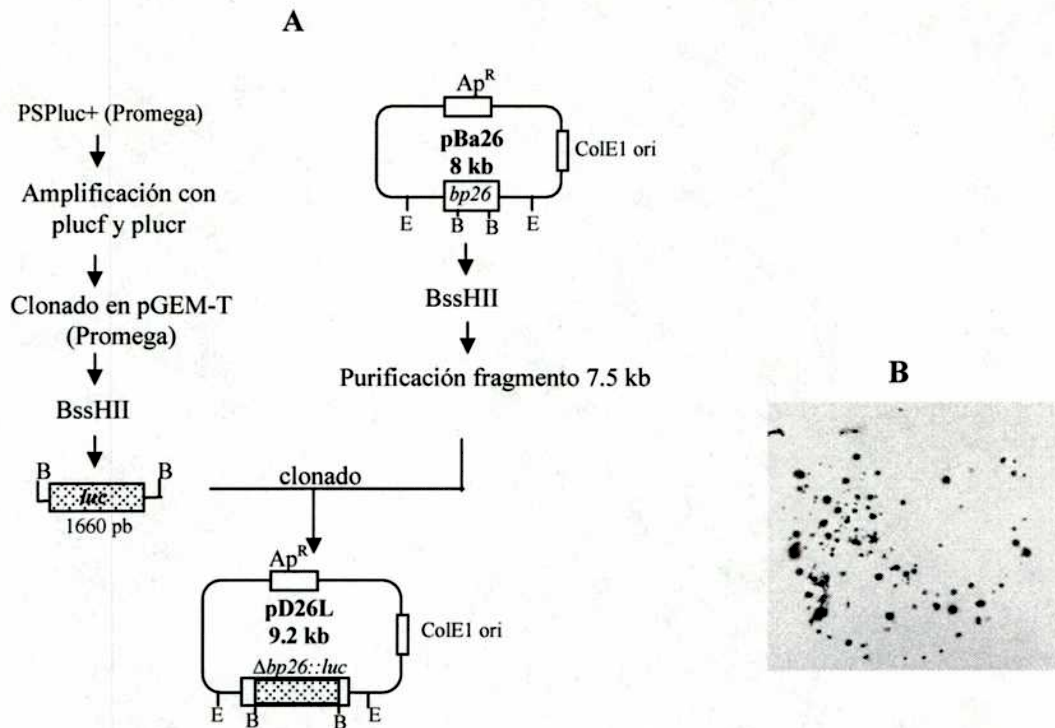 A
PSPluc+ (Promega)
Amplificación con
plucf y plucr
Clonado en pGEM-T
(Promega)
BssHII
B B
luc
1660 pb
Ap^R
pBa26
8 kb
ColE1 ori
bp26
E B B E
BssHII
Purificación fragmento 7.5 kb
clonado
Ap^R
pD26L
9.2 kb
ColE1 ori
Δbp26::luc
E B B E
B